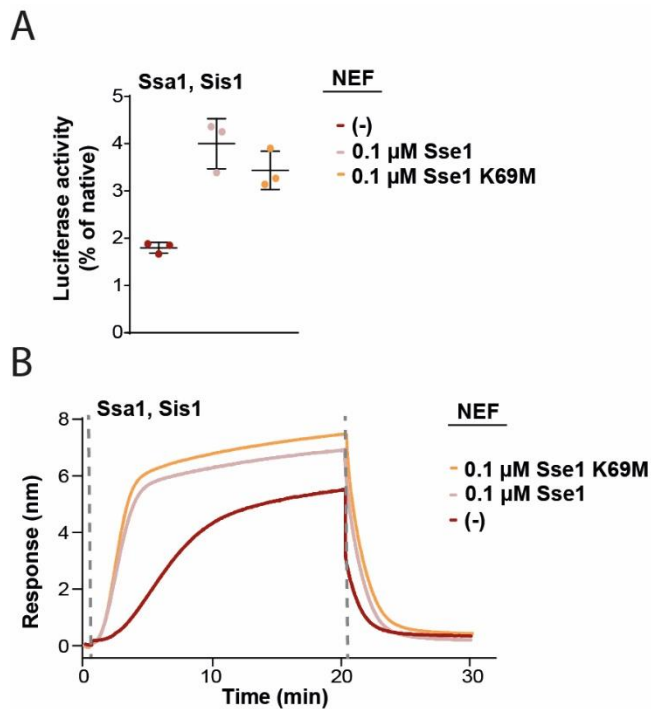 A
Ssa1, Sis1
NEF
(-)
0.1 µM Sse1
0.1 µM Sse1 K69M
Luciferase activity
(% of native)
5
4
3
2
1
0
B
Ssa1, Sis1
NEF
0.1 µM Sse1 K69M
0.1 µM Sse1
(-)
Response (nm)
8
6
4
2
0
0
10
20
30
Time (min)